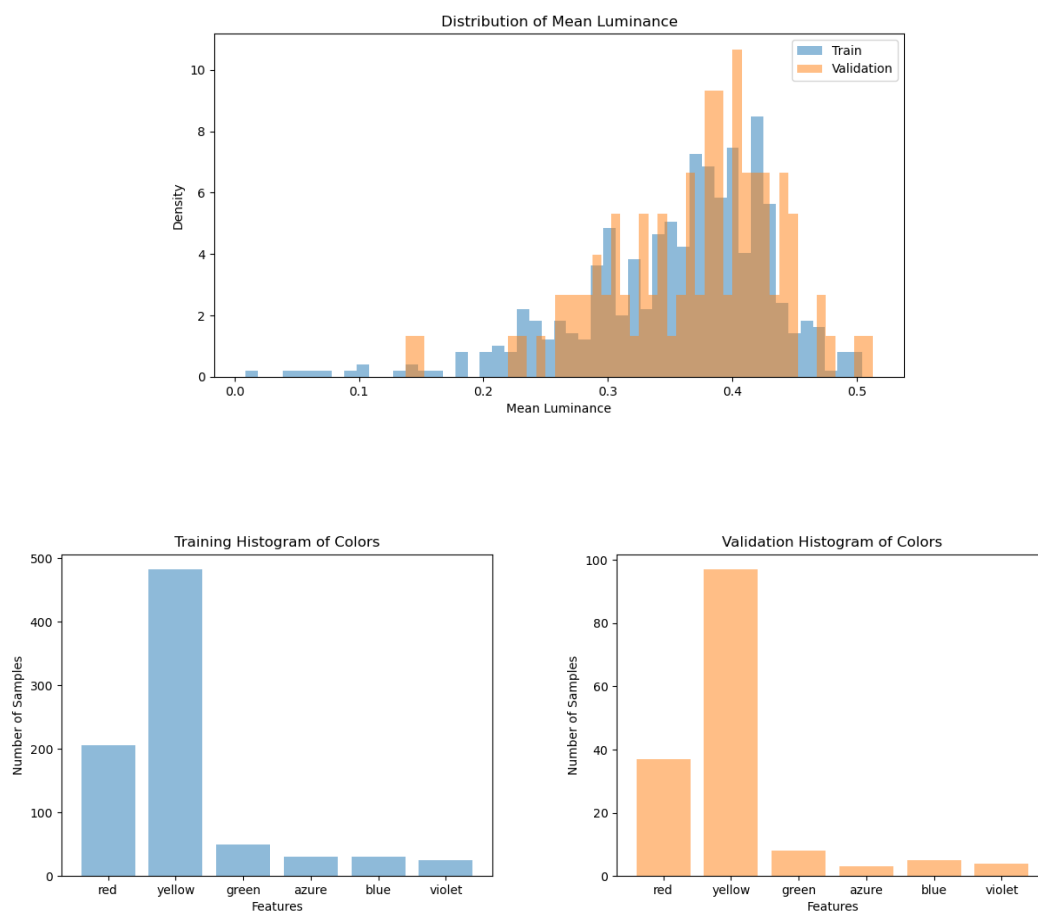 Distribution of Mean Luminance
Train
Validation
10
8
6
4
2
0
Density
0.0 0.1 0.2 0.3 0.4 0.5
Mean Luminance
Training Histogram of Colors
500
400
300
200
100
0
Number of Samples
red yellow green azure blue violet
Features
Validation Histogram of Colors
100
80
60
40
20
0
Number of Samples
red yellow green azure blue violet
Features